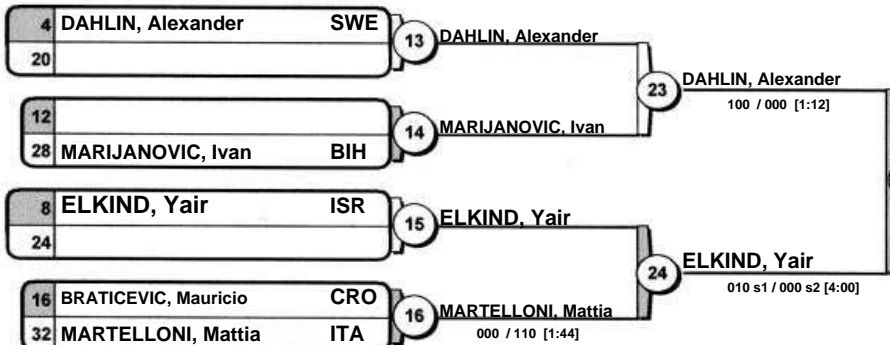 4 DAHLIN, Alexander SWE
20
13 DAHLIN, Alexander
12
28 MARIJANOVIC, Ivan BIH
14 MARIJANOVIC, Ivan
23 DAHLIN, Alexander
100 / 000 [1:12]
8 ELKIND, Yair ISR
24
15 ELKIND, Yair
16 BRATICEVIC, Mauricio CRO
32 MARTELLONI, Mattia ITA
16 MARTELLONI, Mattia
000 / 110 [1:44]
24 ELKIND, Yair
010 s1 / 000 s2 [4:00]